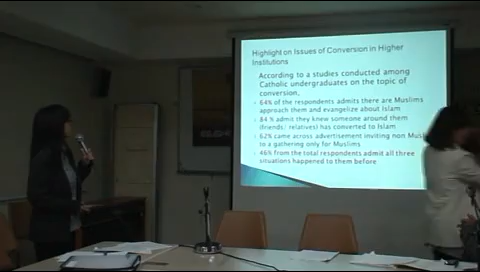 Highlight on Issues of Conversion in Higher
Institutions
According to a studies conducted among
Catholic undergraduates on the topic of
conversion,
64% of the respondents admits there are Muslims
approach them and evangelize about Islam
84 % admit they knew someone around them
(friends/ relatives) has converted to Islam
62% came across advertisement inviting non Mus
to a gathering only for Muslims
46% from the total respondents admit all three
situations happened to them before